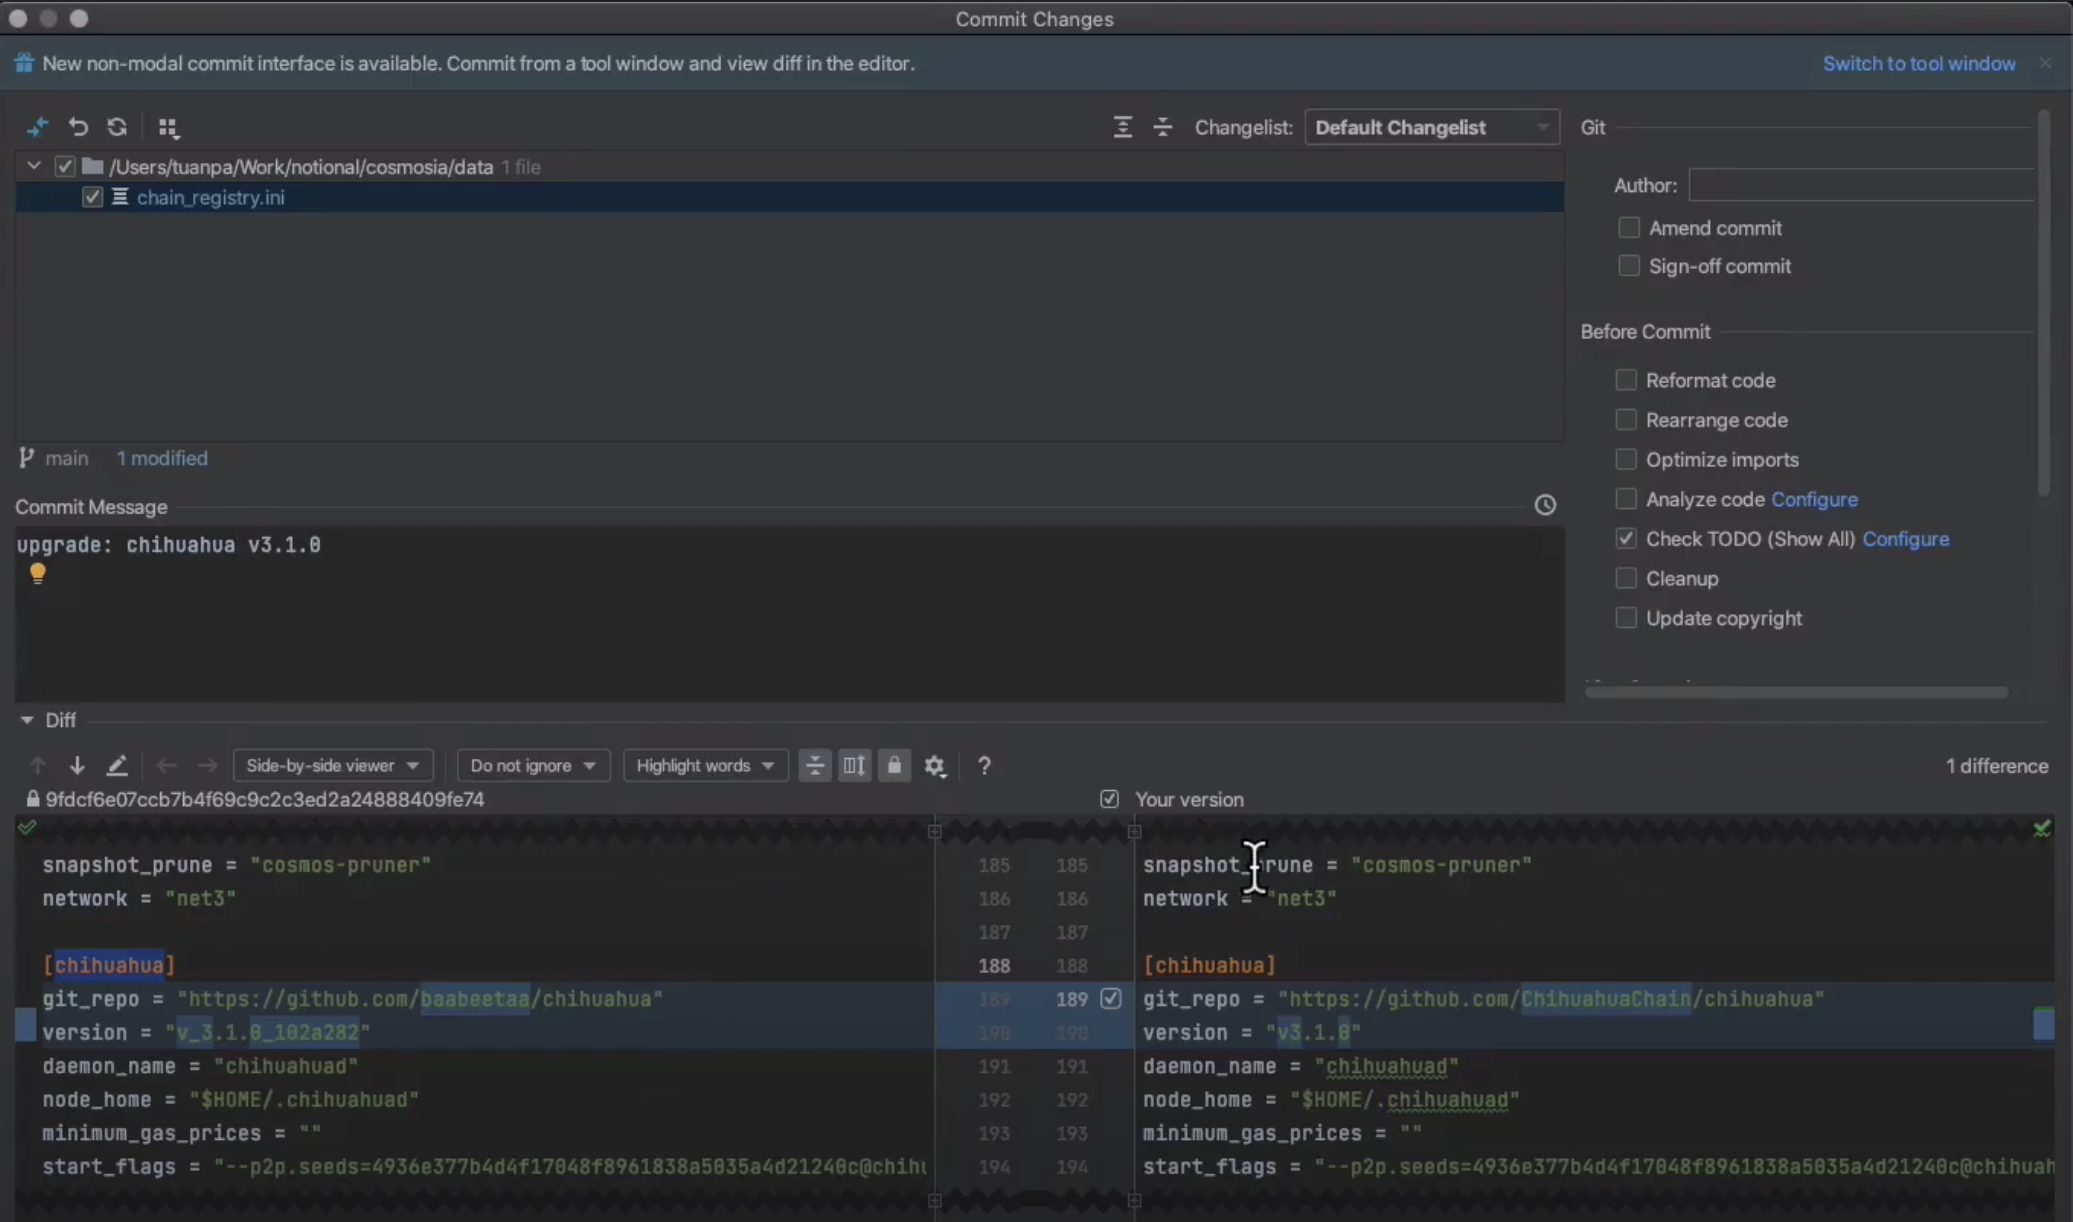 Commit Changes
New non-modal commit interface is available. Commit from a tool window and view diff in the editor.
Switch to tool window
Changelist:
Default Changelist
/Users/tuanpa/Work/notional/cosmosia/data 1 file
chain_registry.ini
main 1 modified
Commit Message
upgrade: chihuahua v3.1.0
Git
Author:
Amend commit
Sign-off commit
Before Commit
Reformat code
Rearrange code
Optimize imports
Analyze code Configure
Check TODO (Show All) Configure
Cleanup
Update copyright
Diff
Side-by-side viewer
Do not ignore
Highlight words
?
1 difference
9fdcf6e07ccb7b4f69c9c2c3ed2a24888409fe74
Your version
snapshot_prune = "cosmos-pruner" 185 185 snapshot_prune = "cosmos-pruner"
network = "net3" 186 186 network = "net3"
187 187
[chihuahua] 188 188 [chihuahua]
git_repo = "https://github.com/baabeetaa/chihuahua" 189 189 git_repo = "https://github.com/ChihuahuaChain/chihuahua"
version = "v_3.1.0_102a282" 190 190 version = "v3.1.0"
daemon_name = "chihuahuad" 191 191 daemon_name = "chihuahuad"
node_home = "$HOME/.chihuahuad" 192 192 node_home = "$HOME/.chihuahuad"
minimum_gas_prices = "" 193 193 minimum_gas_prices = ""
start_flags = "--p2p.seeds=4936e377b4d4f17048f8961838a5035a4d21240c@chihu 194 194 start_flags = "--p2p.seeds=4936e377b4d4f17048f8961838a5035a4d21240c@chihuah